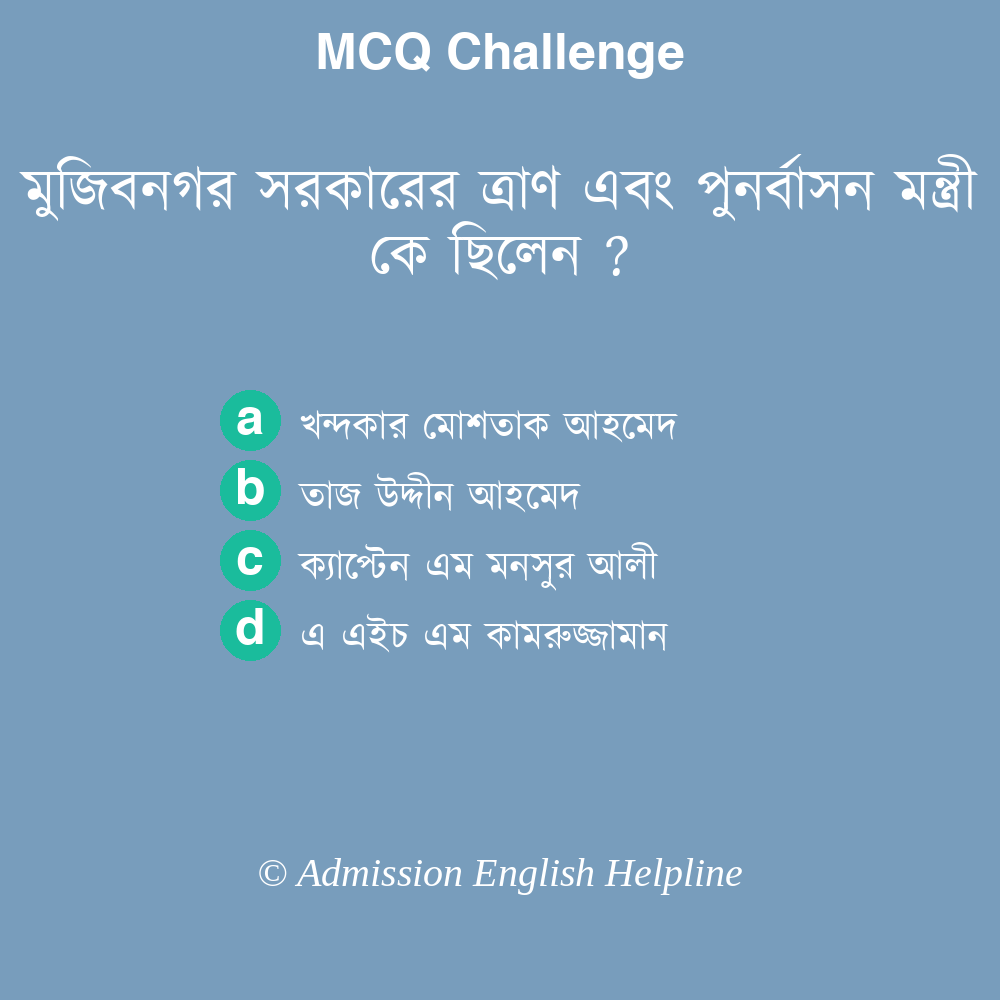 MCQ Challenge
মুজিবনগর সরকারের ত্রাণ এবং পুনর্বাসন মন্ত্রী
কে ছিলেন ?
a খন্দকার মোশতাক আহমেদ
b তাজ উদ্দীন আহমেদ
c ক্যাপ্টেন এম মনসুর আলী
d এ এইচ এম কামরুজ্জামান
© Admission English Helpline